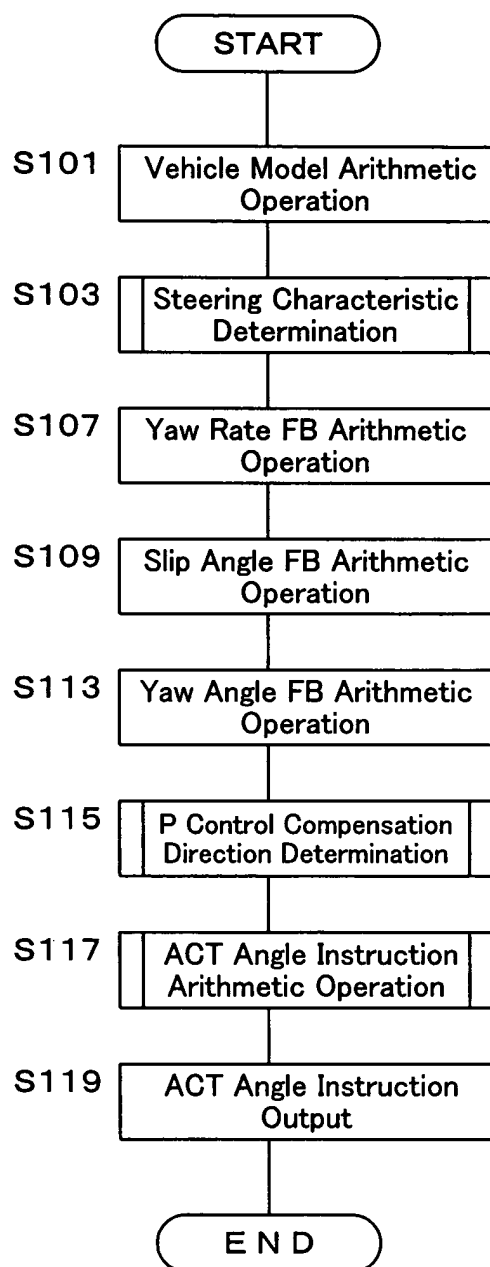 START
S101
Vehicle Model Arithmetic
Operation
S103
Steering Characteristic
Determination
S107
Yaw Rate FB Arithmetic
Operation
S109
Slip Angle FB Arithmetic
Operation
S113
Yaw Angle FB Arithmetic
Operation
S115
P Control Compensation
Direction Determination
S117
ACT Angle Instruction
Arithmetic Operation
S119
ACT Angle Instruction
Output
END